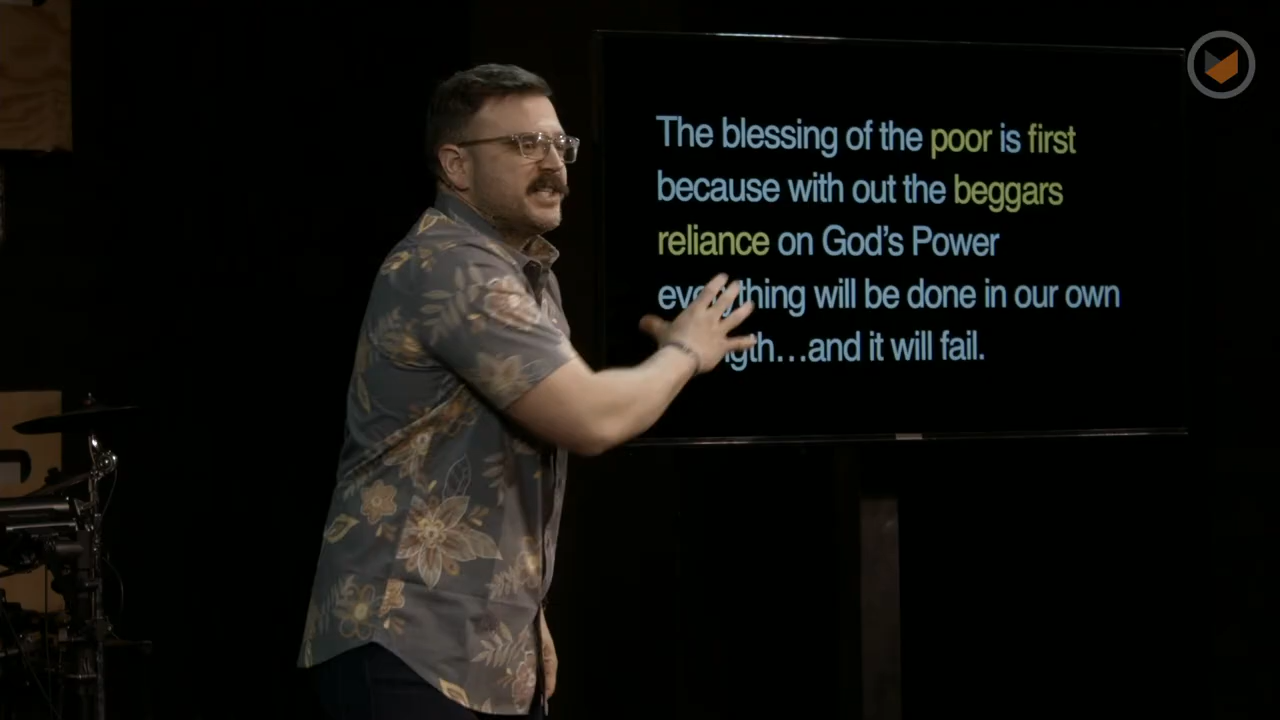 The blessing of the poor is first
because with out the beggars
reliance on God's Power
everything will be done in our own
...and it will fail.